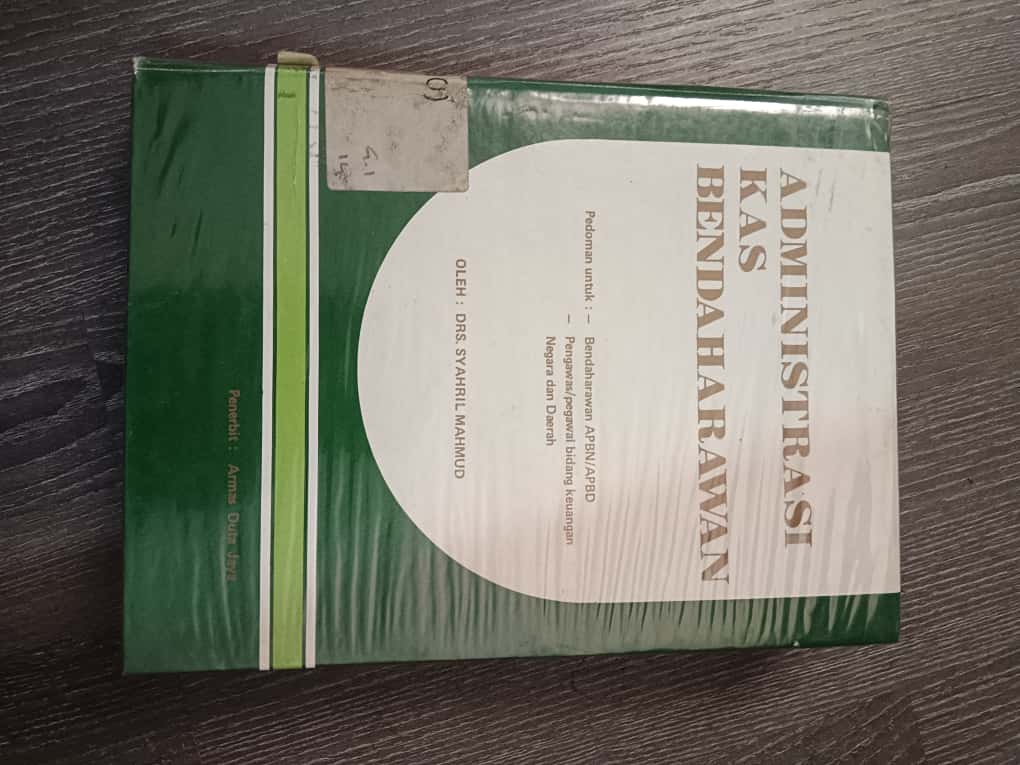 ADMINISTRASI
KAS
BENDAHARAWAN
Pedoman untuk : – Bendaharawan APBN/APBD
– Pengawas/pegawai bidang keuangan
Negara dan Daerah
OLEH : DRS. SYAHRIL MAHMUD
Penerbit : Armas Duta Jaya